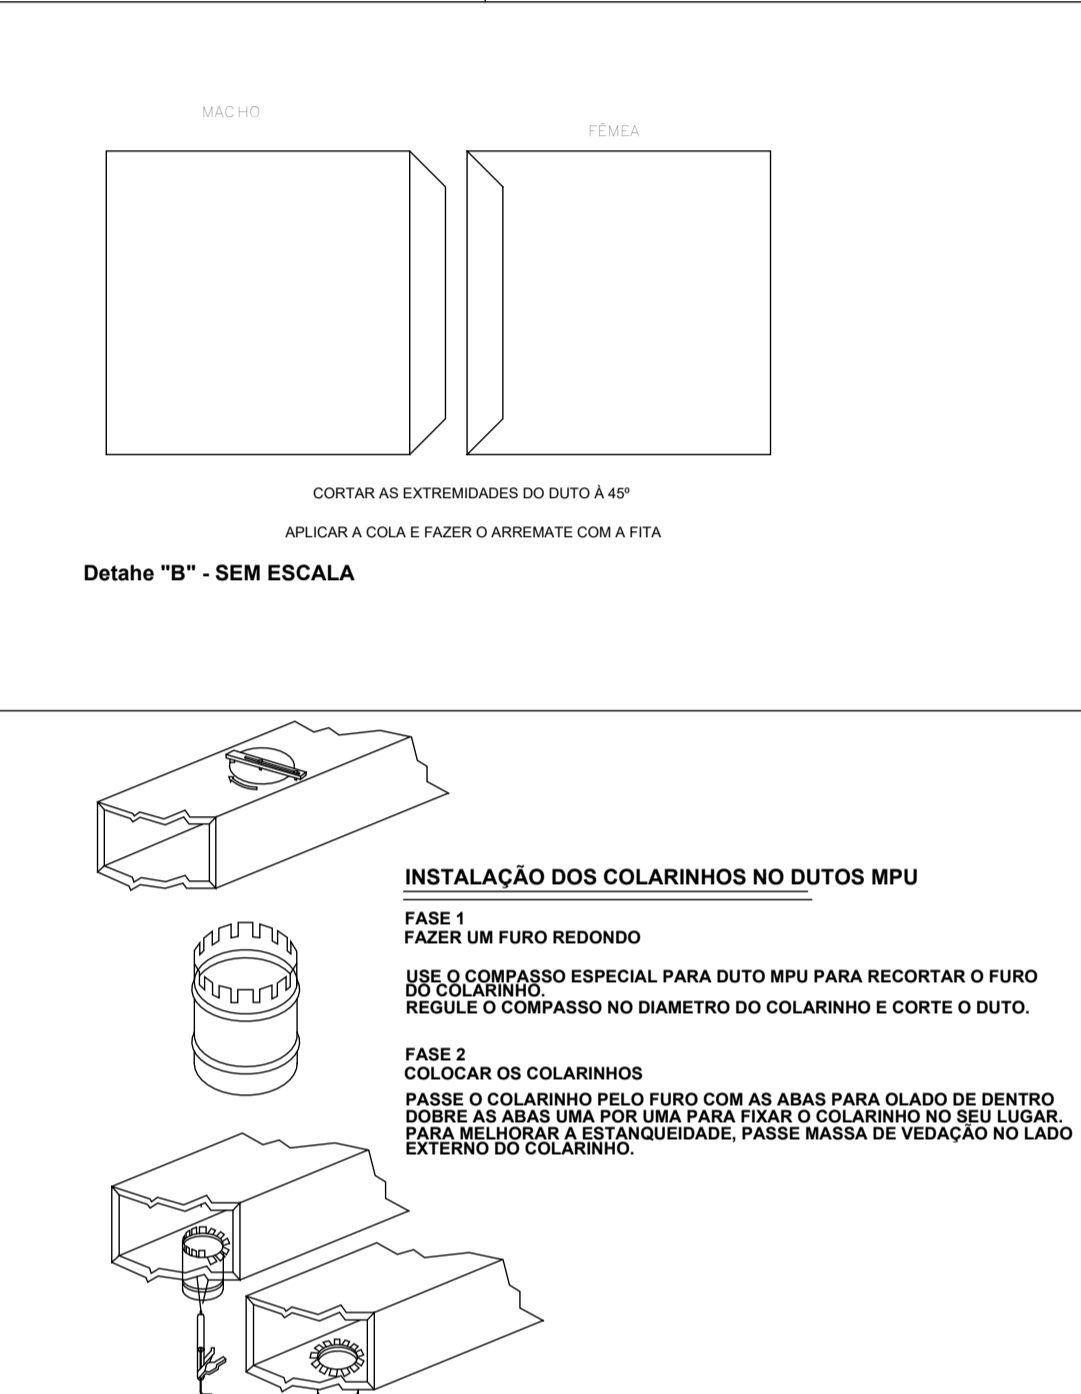 MACHO
FÊMEA
CORTAR AS EXTREMIDADES DO DUTO À 45º
APLICAR A COLA E FAZER O ARREMATE COM A FITA
Detahe "B" - SEM ESCALA
INSTALAÇÃO DOS COLARINHOS NO DUTOS MPU
FASE 1
FAZER UM FURO REDONDO
USE O COMPASSO ESPECIAL PARA DUTO MPU PARA RECORTAR O FURO
DO COLARINHO.
REGULE O COMPASSO NO DIAMETRO DO COLARINHO E CORTE O DUTO.
FASE 2
COLOCAR OS COLARINHOS
PASSE O COLARINHO PELO FURO COM AS ABAS PARA OLADO DE DENTRO
DOBRE AS ABAS UMA POR UMA PARA FIXAR O COLARINHO NO SEU LUGAR.
PARA MELHORAR A ESTANQUEIDADE, PASSE MASSA DE VEDAÇÃO NO LADO
EXTERNO DO COLARINHO.